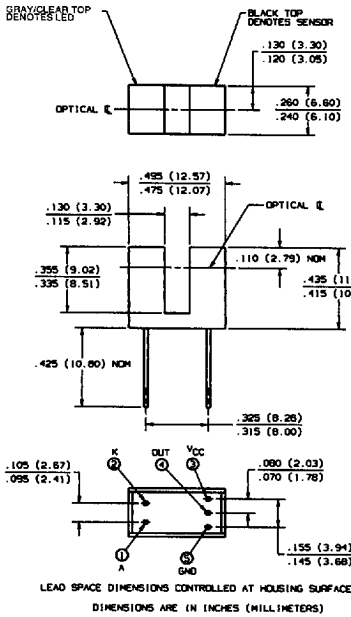 GRAY/CLEAR TOP
DENOTES LED
BLACK TOP
DENOTES SENSOR
.130 (3.30)
.120 (3.05)
OPTICAL ℄
.260 (6.60)
.240 (6.10)
.495 (12.57)
.475 (12.07)
.130 (3.30)
.115 (2.92)
OPTICAL ℄
.110 (2.79) NOM
.355 (9.02)
.335 (8.51)
.435 (11
.415 (10
.425 (10.80) NOM
.325 (8.26)
.315 (8.00)
.105 (2.67)
.095 (2.41)
K
2
OUT
4
VCC
3
.080 (2.03)
.070 (1.78)
1
A
5
GND
.155 (3.94)
.145 (3.68)
LEAD SPACE DIMENSIONS CONTROLLED AT HOUSING SURFACE
DIMENSIONS ARE IN INCHES (MILLIMETERS)